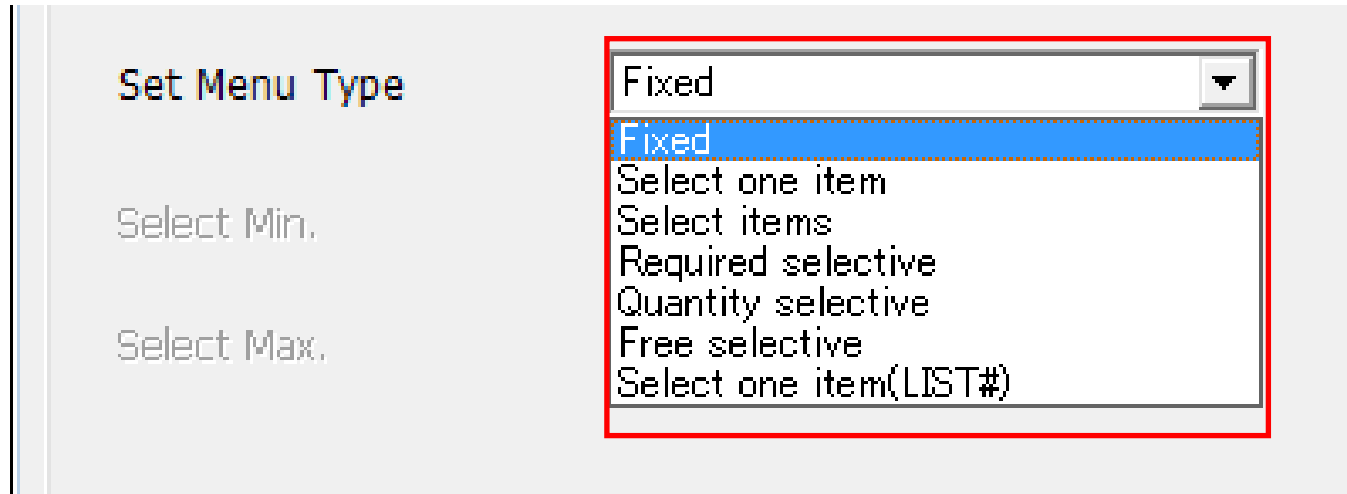 Set Menu Type
Fixed
Fixed
Select one item
Select Min.
Select items
Required selective
Quantity selective
Select Max.
Free selective
Select one item(LIST#)